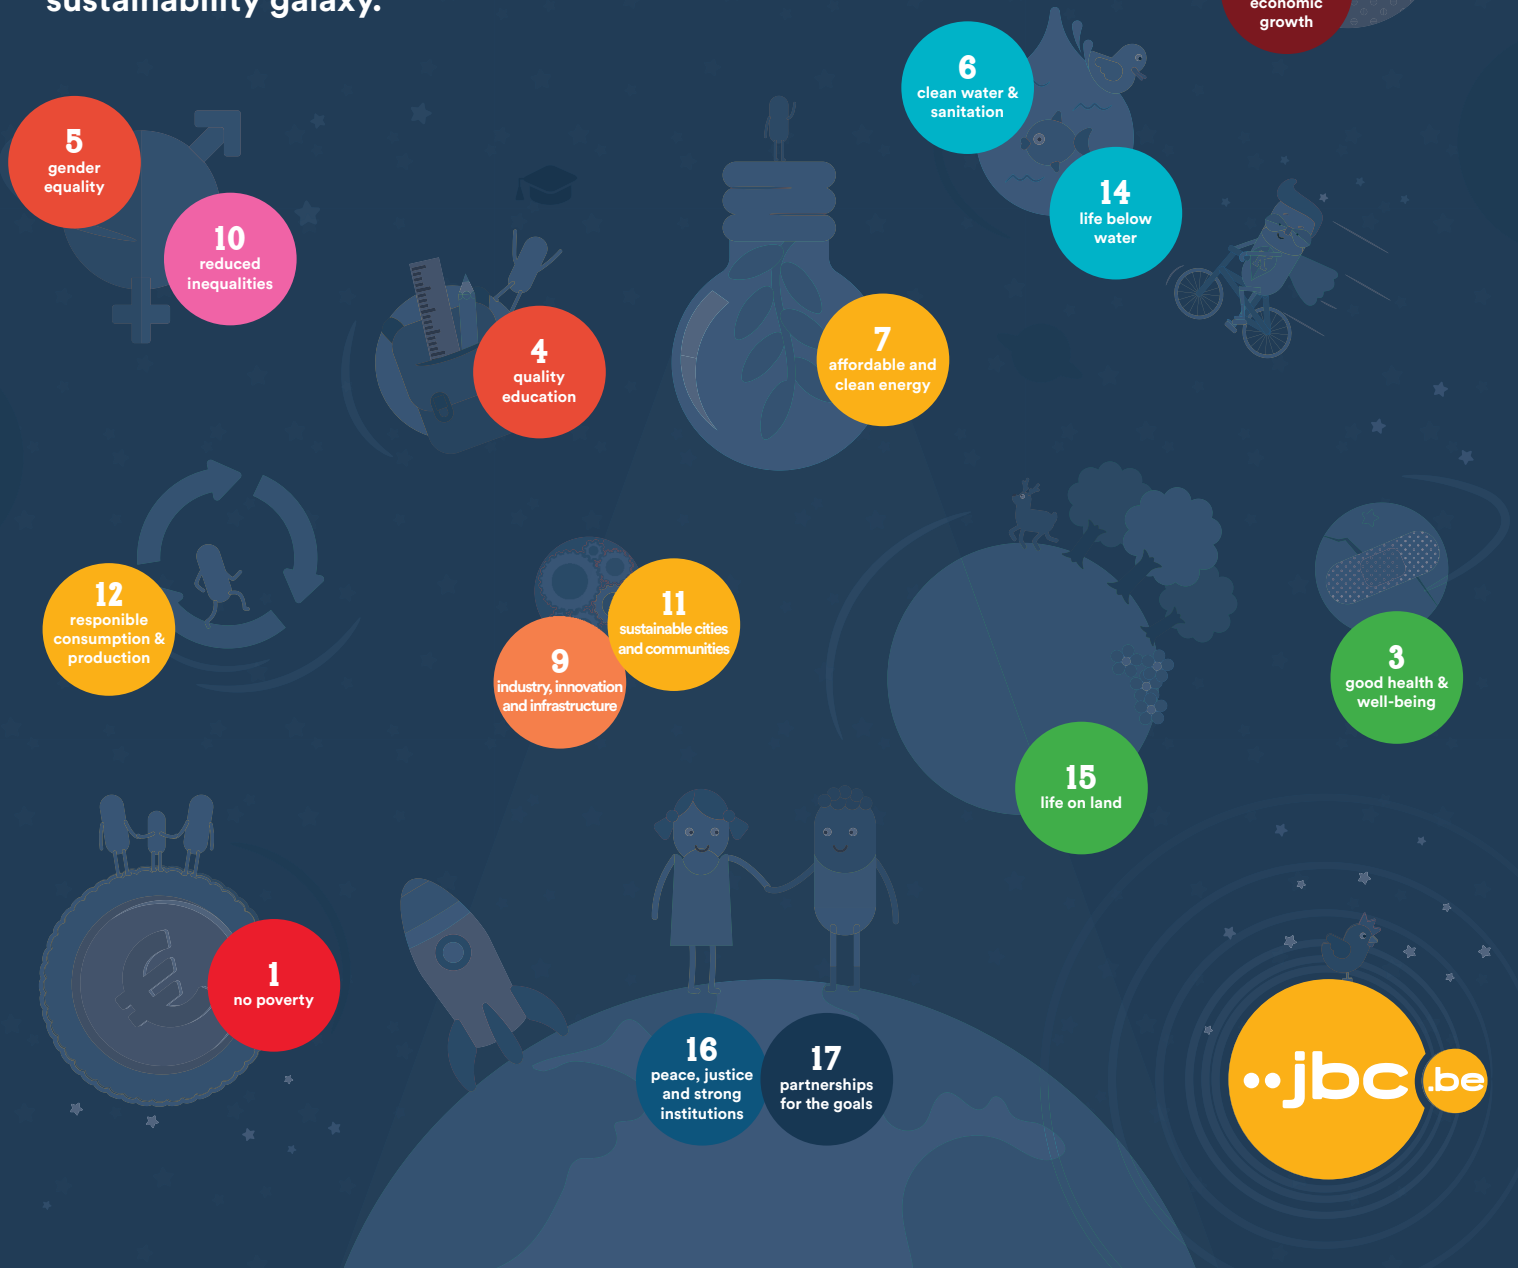 sustainability galaxy.
economic
growth
6
clean water &
sanitation
5
gender
equality
14
life below
water
10
reduced
inequalities
4
quality
education
7
affordable and
clean energy
12
responible
consumption &
production
11
sustainable cities
and communities
9
industry, innovation
and infrastructure
3
good health &
well-being
15
life on land
1
no poverty
16
peace, justice
and strong
institutions
17
partnerships
for the goals
jbc
.be